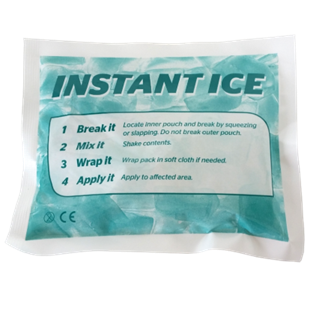 INSTANT ICE
1 Break it Locate inner pouch and break by squeezing
or slapping. Do not break outer pouch.
2 Mix it Shake contents.
3 Wrap it Wrap pack in soft cloth if needed.
4 Apply it Apply to affected area.
CE